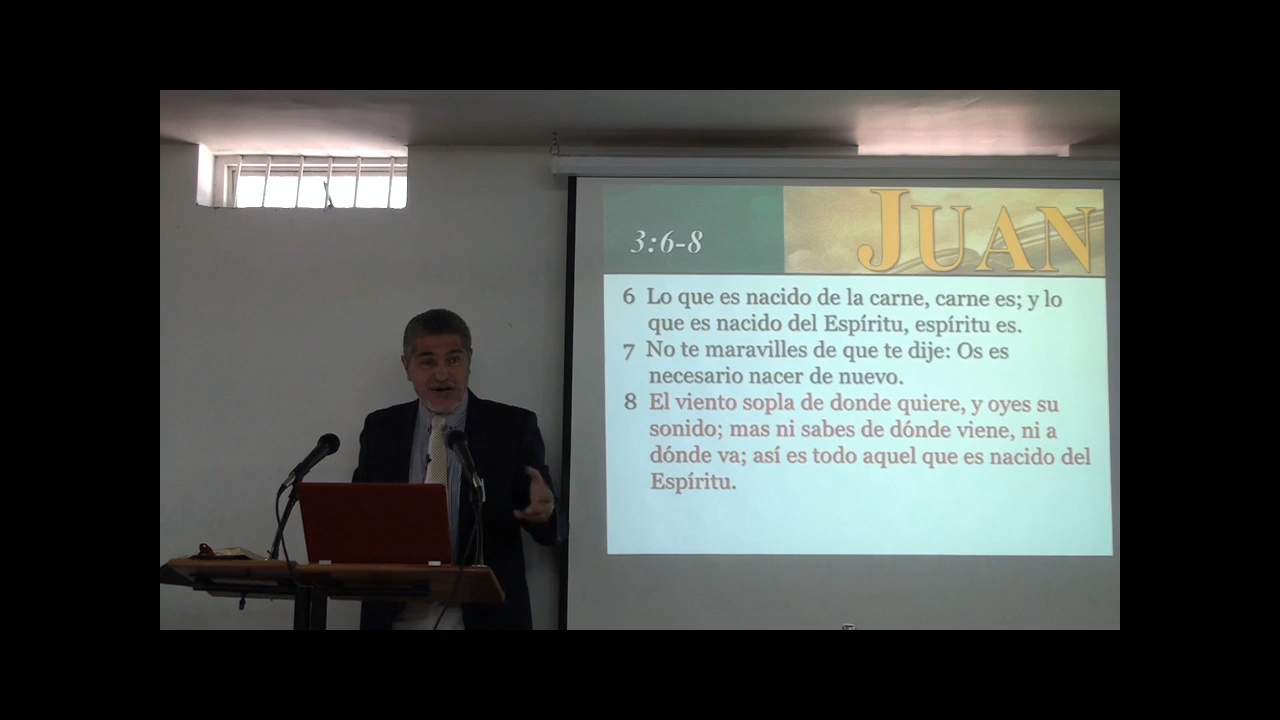 3:6-8
JUAN
6 Lo que es nacido de la carne, carne es; y lo
que es nacido del Espíritu, espíritu es.
7 No te maravilles de que te dije: Os es
necesario nacer de nuevo.
8 El viento sopla de donde quiere, y oyes su
sonido; mas ni sabes de dónde viene, ni a
dónde va; así es todo aquel que es nacido del
Espíritu.